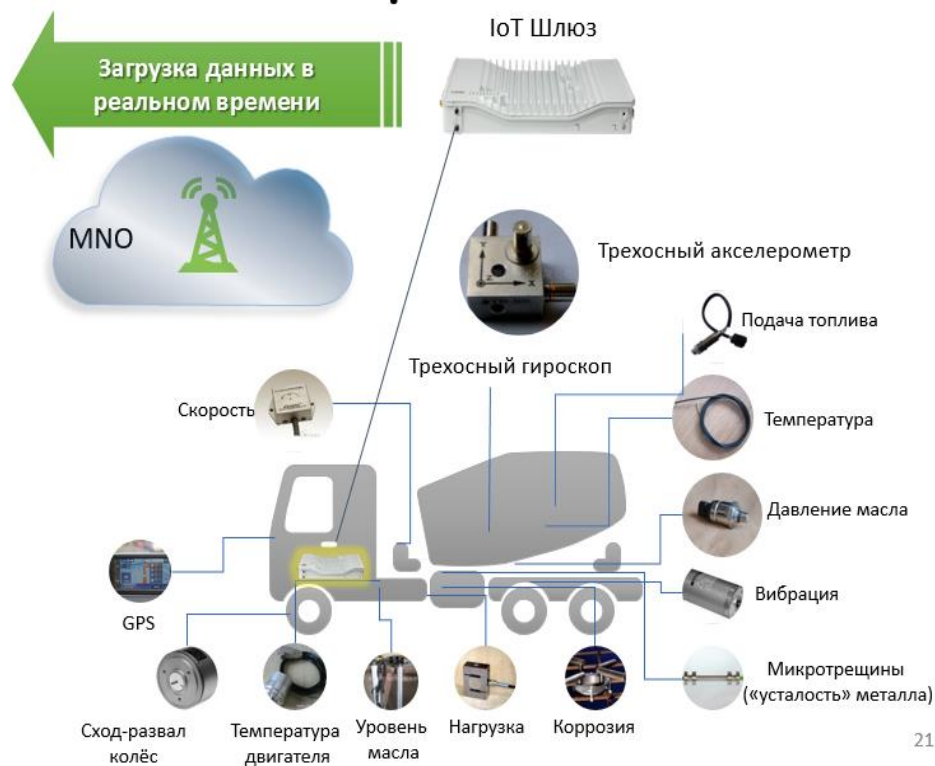 IoT Шлюз
Загрузка данных в
реальном времени
MNO
Трехосный акселерометр
Подача топлива
Трехосный гироскоп
Скорость
Температура
Давление масла
GPS
Вибрация
Микротрещины
(«усталость» металла)
Сход-развал
колёс
Температура
двигателя
Уровень
масла
Нагрузка
Коррозия
21